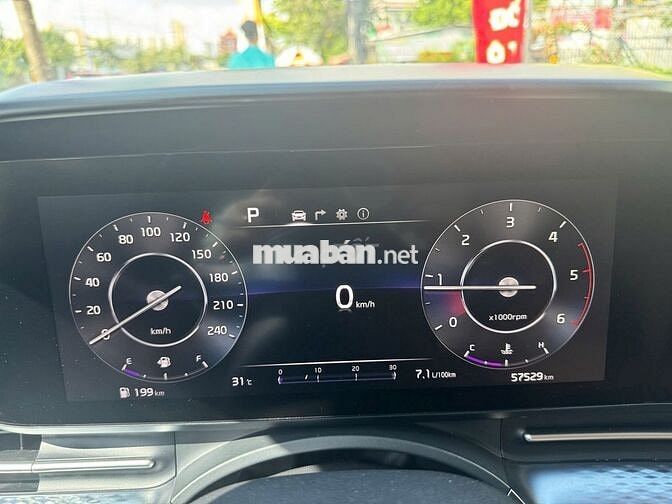 P
muaban.net
0 km/h
0 20 40 60 80 100 120 150 180 210 240
km/h
E F
199 km
31 °C
0 10 20 30
7.1 L/100km
0 1 2 3 4 5 6
x1000rpm
C H
57529 km